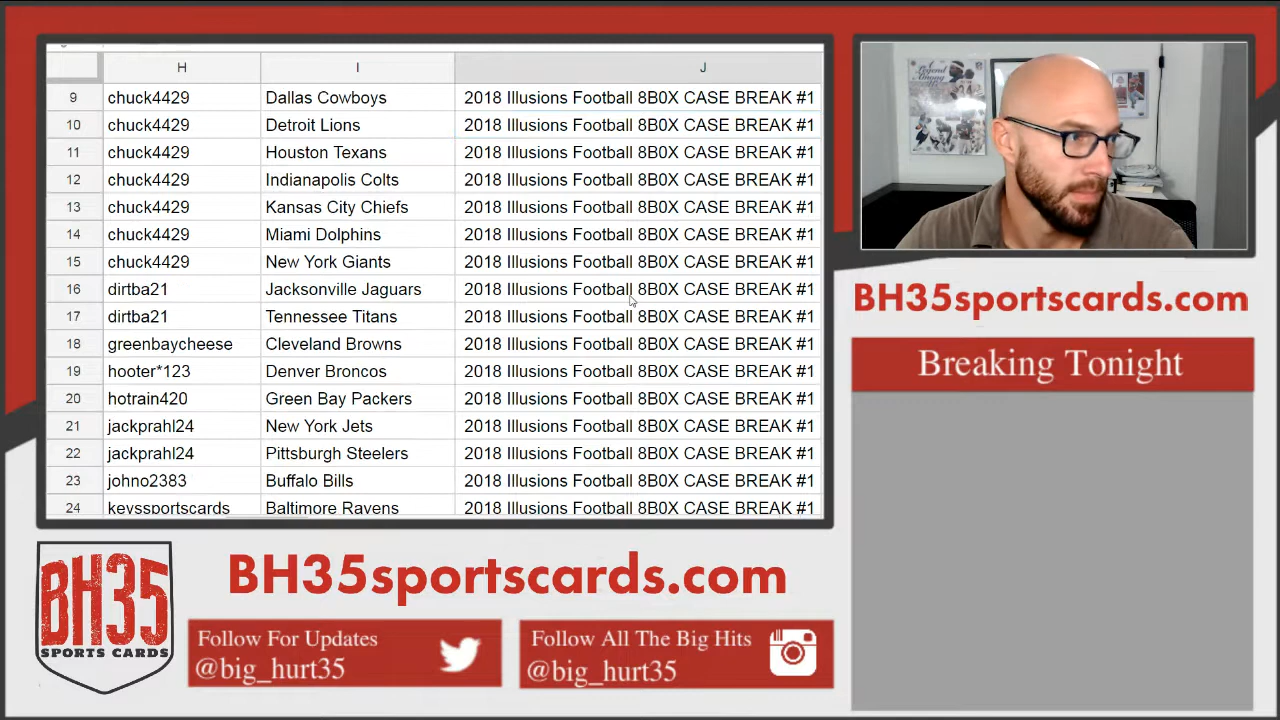 H I J
9 chuck4429 Dallas Cowboys 2018 Illusions Football 8B0X CASE BREAK #1
10 chuck4429 Detroit Lions 2018 Illusions Football 8B0X CASE BREAK #1
11 chuck4429 Houston Texans 2018 Illusions Football 8B0X CASE BREAK #1
12 chuck4429 Indianapolis Colts 2018 Illusions Football 8B0X CASE BREAK #1
13 chuck4429 Kansas City Chiefs 2018 Illusions Football 8B0X CASE BREAK #1
14 chuck4429 Miami Dolphins 2018 Illusions Football 8B0X CASE BREAK #1
15 chuck4429 New York Giants 2018 Illusions Football 8B0X CASE BREAK #1
16 dirtba21 Jacksonville Jaguars 2018 Illusions Football 8B0X CASE BREAK #1
17 dirtba21 Tennessee Titans 2018 Illusions Football 8B0X CASE BREAK #1
18 greenbaycheese Cleveland Browns 2018 Illusions Football 8B0X CASE BREAK #1
19 hooter*123 Denver Broncos 2018 Illusions Football 8B0X CASE BREAK #1
20 hotrain420 Green Bay Packers 2018 Illusions Football 8B0X CASE BREAK #1
21 jackprahl24 New York Jets 2018 Illusions Football 8B0X CASE BREAK #1
22 jackprahl24 Pittsburgh Steelers 2018 Illusions Football 8B0X CASE BREAK #1
23 johno2383 Buffalo Bills 2018 Illusions Football 8B0X CASE BREAK #1
24 kevssportscards Baltimore Ravens 2018 Illusions Football 8B0X CASE BREAK #1
A Legend Among
BH35sportscards.com
Breaking Tonight
BH35
SPORTS CARDS
BH35sportscards.com
Follow For Updates
@big_hurt35
Follow All The Big Hits
@big_hurt35